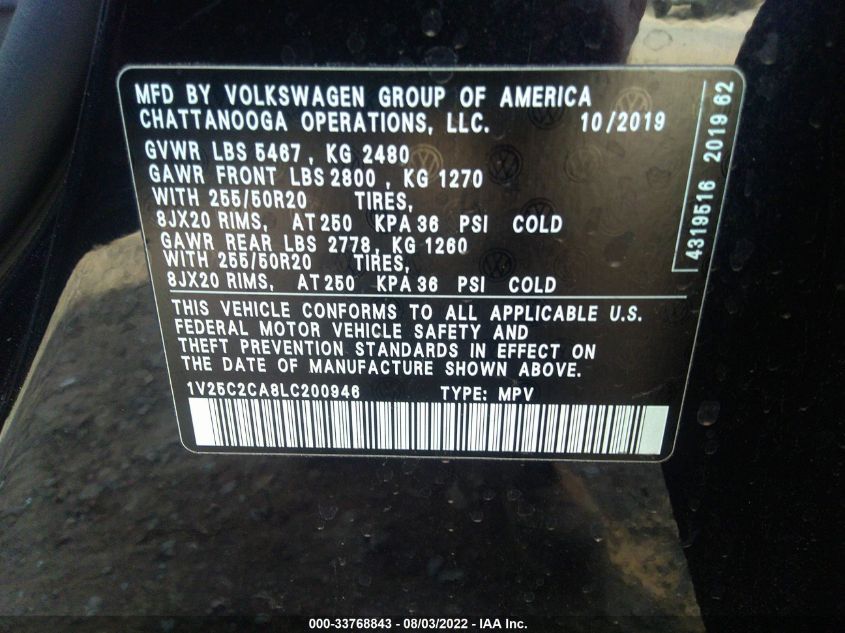 MFD BY VOLKSWAGEN GROUP OF AMERICA
CHATTANOOGA OPERATIONS, LLC. 10/2019
GVWR LBS 5467, KG 2480
GAWR FRONT LBS 2800, KG 1270
WITH 255/50R20 TIRES,
8JX20 RIMS, AT 250 KPA 36 PSI COLD
GAWR REAR LBS 2778, KG 1260
WITH 255/50R20 TIRES,
8JX20 RIMS, AT 250 KPA 36 PSI COLD
THIS VEHICLE CONFORMS TO ALL APPLICABLE U.S.
FEDERAL MOTOR VEHICLE SAFETY AND
THEFT PREVENTION STANDARDS IN EFFECT ON
THE DATE OF MANUFACTURE SHOWN ABOVE.
1V25C2CA8LC200946 TYPE: MPV
4319516 2019 62
000-33768843 - 08/03/2022 - IAA Inc.